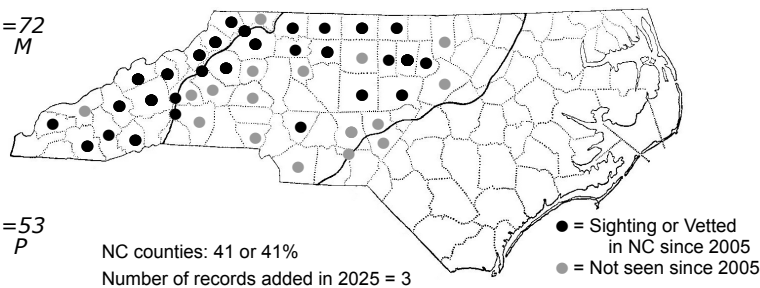 =72
M
=53
P
NC counties: 41 or 41%
Number of records added in 2025 = 3
= Sighting or Vetted
in NC since 2005
= Not seen since 2005